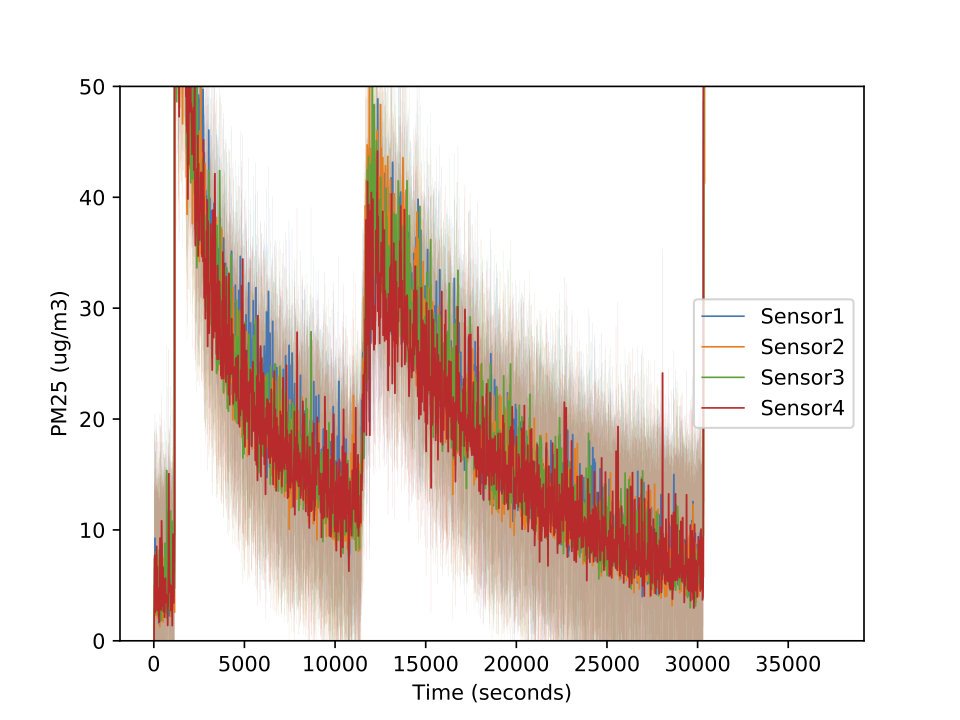 50
40
30
20
10
0
PM25 (ug/m3)
Sensor1
Sensor2
Sensor3
Sensor4
0 5000 10000 15000 20000 25000 30000 35000
Time (seconds)